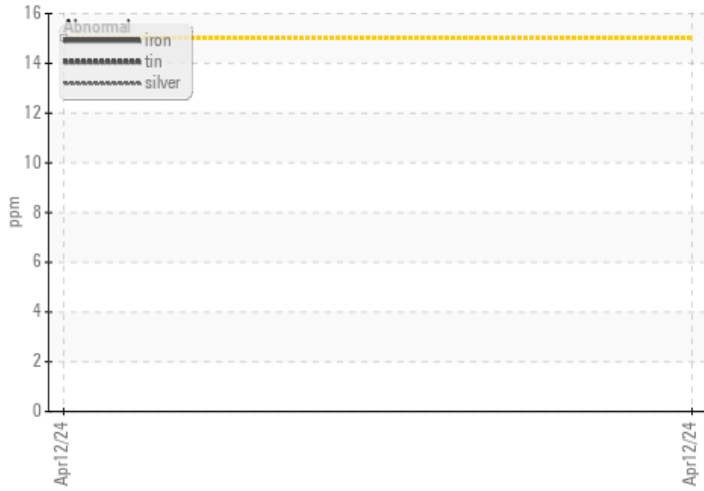 16
14
12
10
8
6
4
2
0
ppm
Abnormal
iron
tin
silver
Apr12/24
Apr12/24